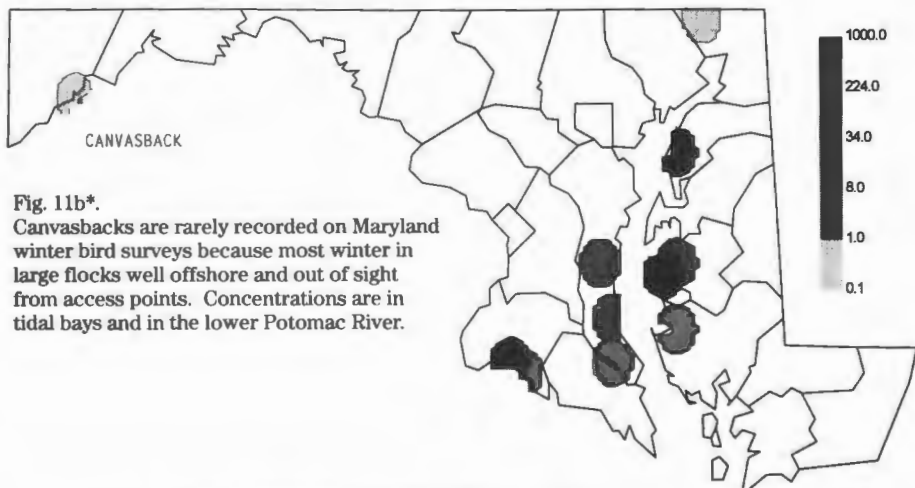 CANVASBACK
Fig. 11b*.
Canvasbacks are rarely recorded on Maryland
winter bird surveys because most winter in
large flocks well offshore and out of sight
from access points. Concentrations are in
tidal bays and in the lower Potomac River.
1000.0
224.0
34.0
8.0
1.0
0.1